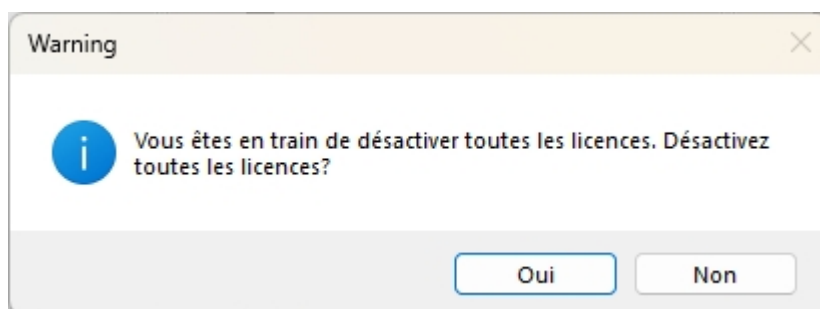 Warning
Vous êtes en train de désactiver toutes les licences. Désactivez
toutes les licences?
Oui
Non